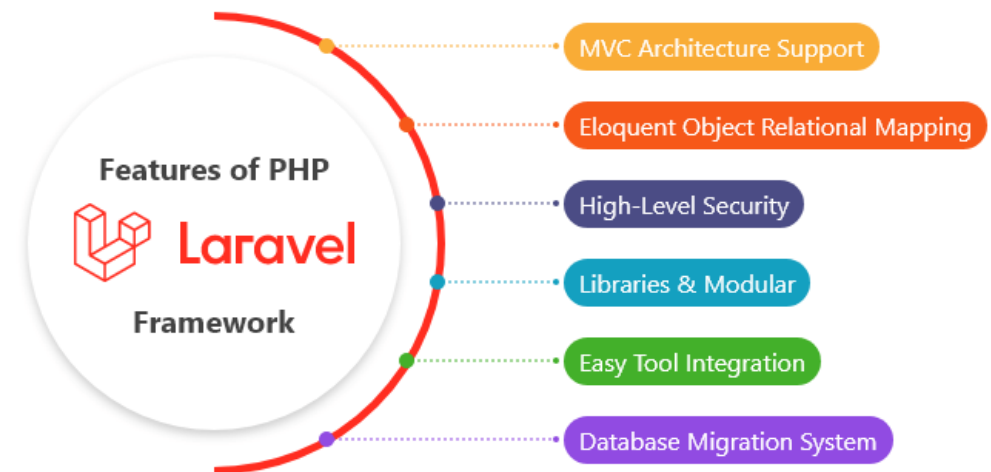 Features of PHP
Laravel
Framework
MVC Architecture Support
Eloquent Object Relational Mapping
High-Level Security
Libraries & Modular
Easy Tool Integration
Database Migration System